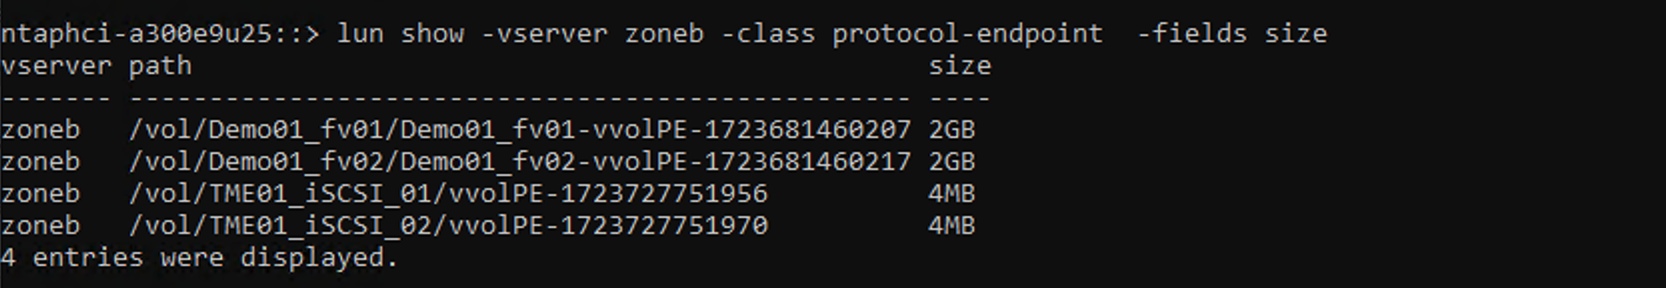 ntaphci-a300e9u25::> lun show -vserver zoneb -class protocol-endpoint  -fields size
vserver path                                              size
------- ------------------------------------------------- ----
zoneb   /vol/Demo01_fv01/Demo01_fv01-vvolPE-1723681460207 2GB
zoneb   /vol/Demo01_fv02/Demo01_fv02-vvolPE-1723681460217 2GB
zoneb   /vol/TME01_iSCSI_01/vvolPE-1723727751956          4MB
zoneb   /vol/TME01_iSCSI_02/vvolPE-1723727751970          4MB
4 entries were displayed.